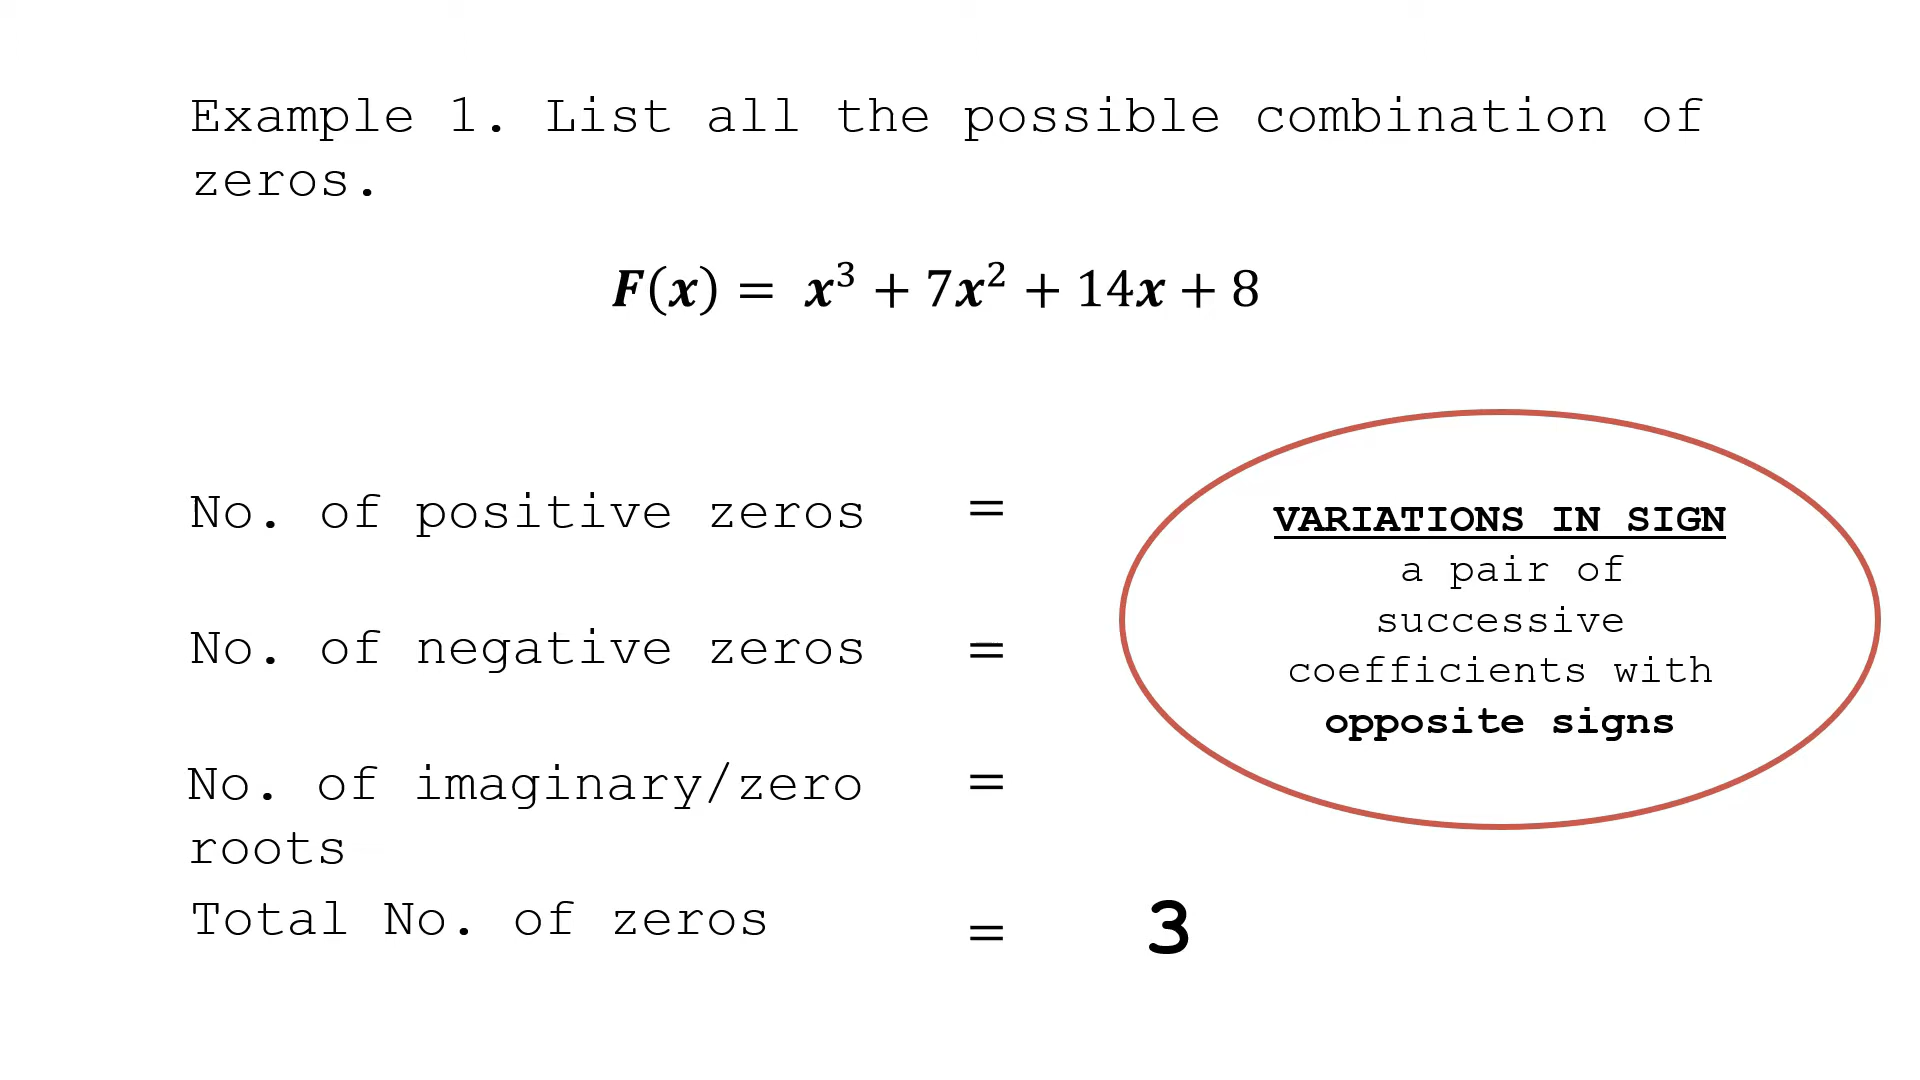 Example 1. List all the possible combination of
zeros.
F(x) = x³ + 7x² + 14x + 8
No. of positive zeros =
No. of negative zeros =
No. of imaginary/zero =
roots
Total No. of zeros = 3
VARIATIONS IN SIGN
a pair of
successive
coefficients with
opposite signs